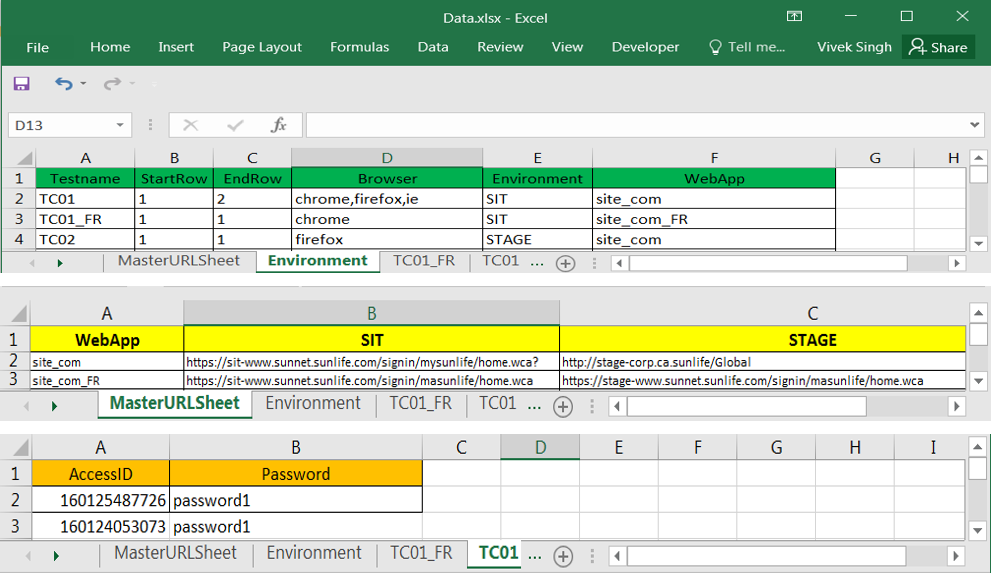 Data.xlsx - Excel
File Home Insert Page Layout Formulas Data Review View Developer Tell me... Vivek Singh Share
D13 fx
A B C D E F G H
1 Testname StartRow EndRow Browser Environment WebApp
2 TC01 1 2 chrome,firefox,ie SIT site_com
3 TC01_FR 1 1 chrome SIT site_com_FR
4 TC02 1 1 firefox STAGE site_com
MasterURLSheet Environment TC01_FR TC01 ...
A B C
1 WebApp SIT STAGE
2 site_com https://sit-www.sunnet.sunlife.com/signin/mysunlife/home.wca? http://stage-corp.ca.sunlife/Global
3 site_com_FR https://sit-www.sunnet.sunlife.com/signin/masunlife/home.wca https://stage-www.sunnet.sunlife.com/signin/masunlife/home.wca
MasterURLSheet Environment TC01_FR TC01 ...
A B C D E F G H I
1 AccessID Password
2 160125487726 password1
3 160124053073 password1
MasterURLSheet Environment TC01_FR TC01 ...